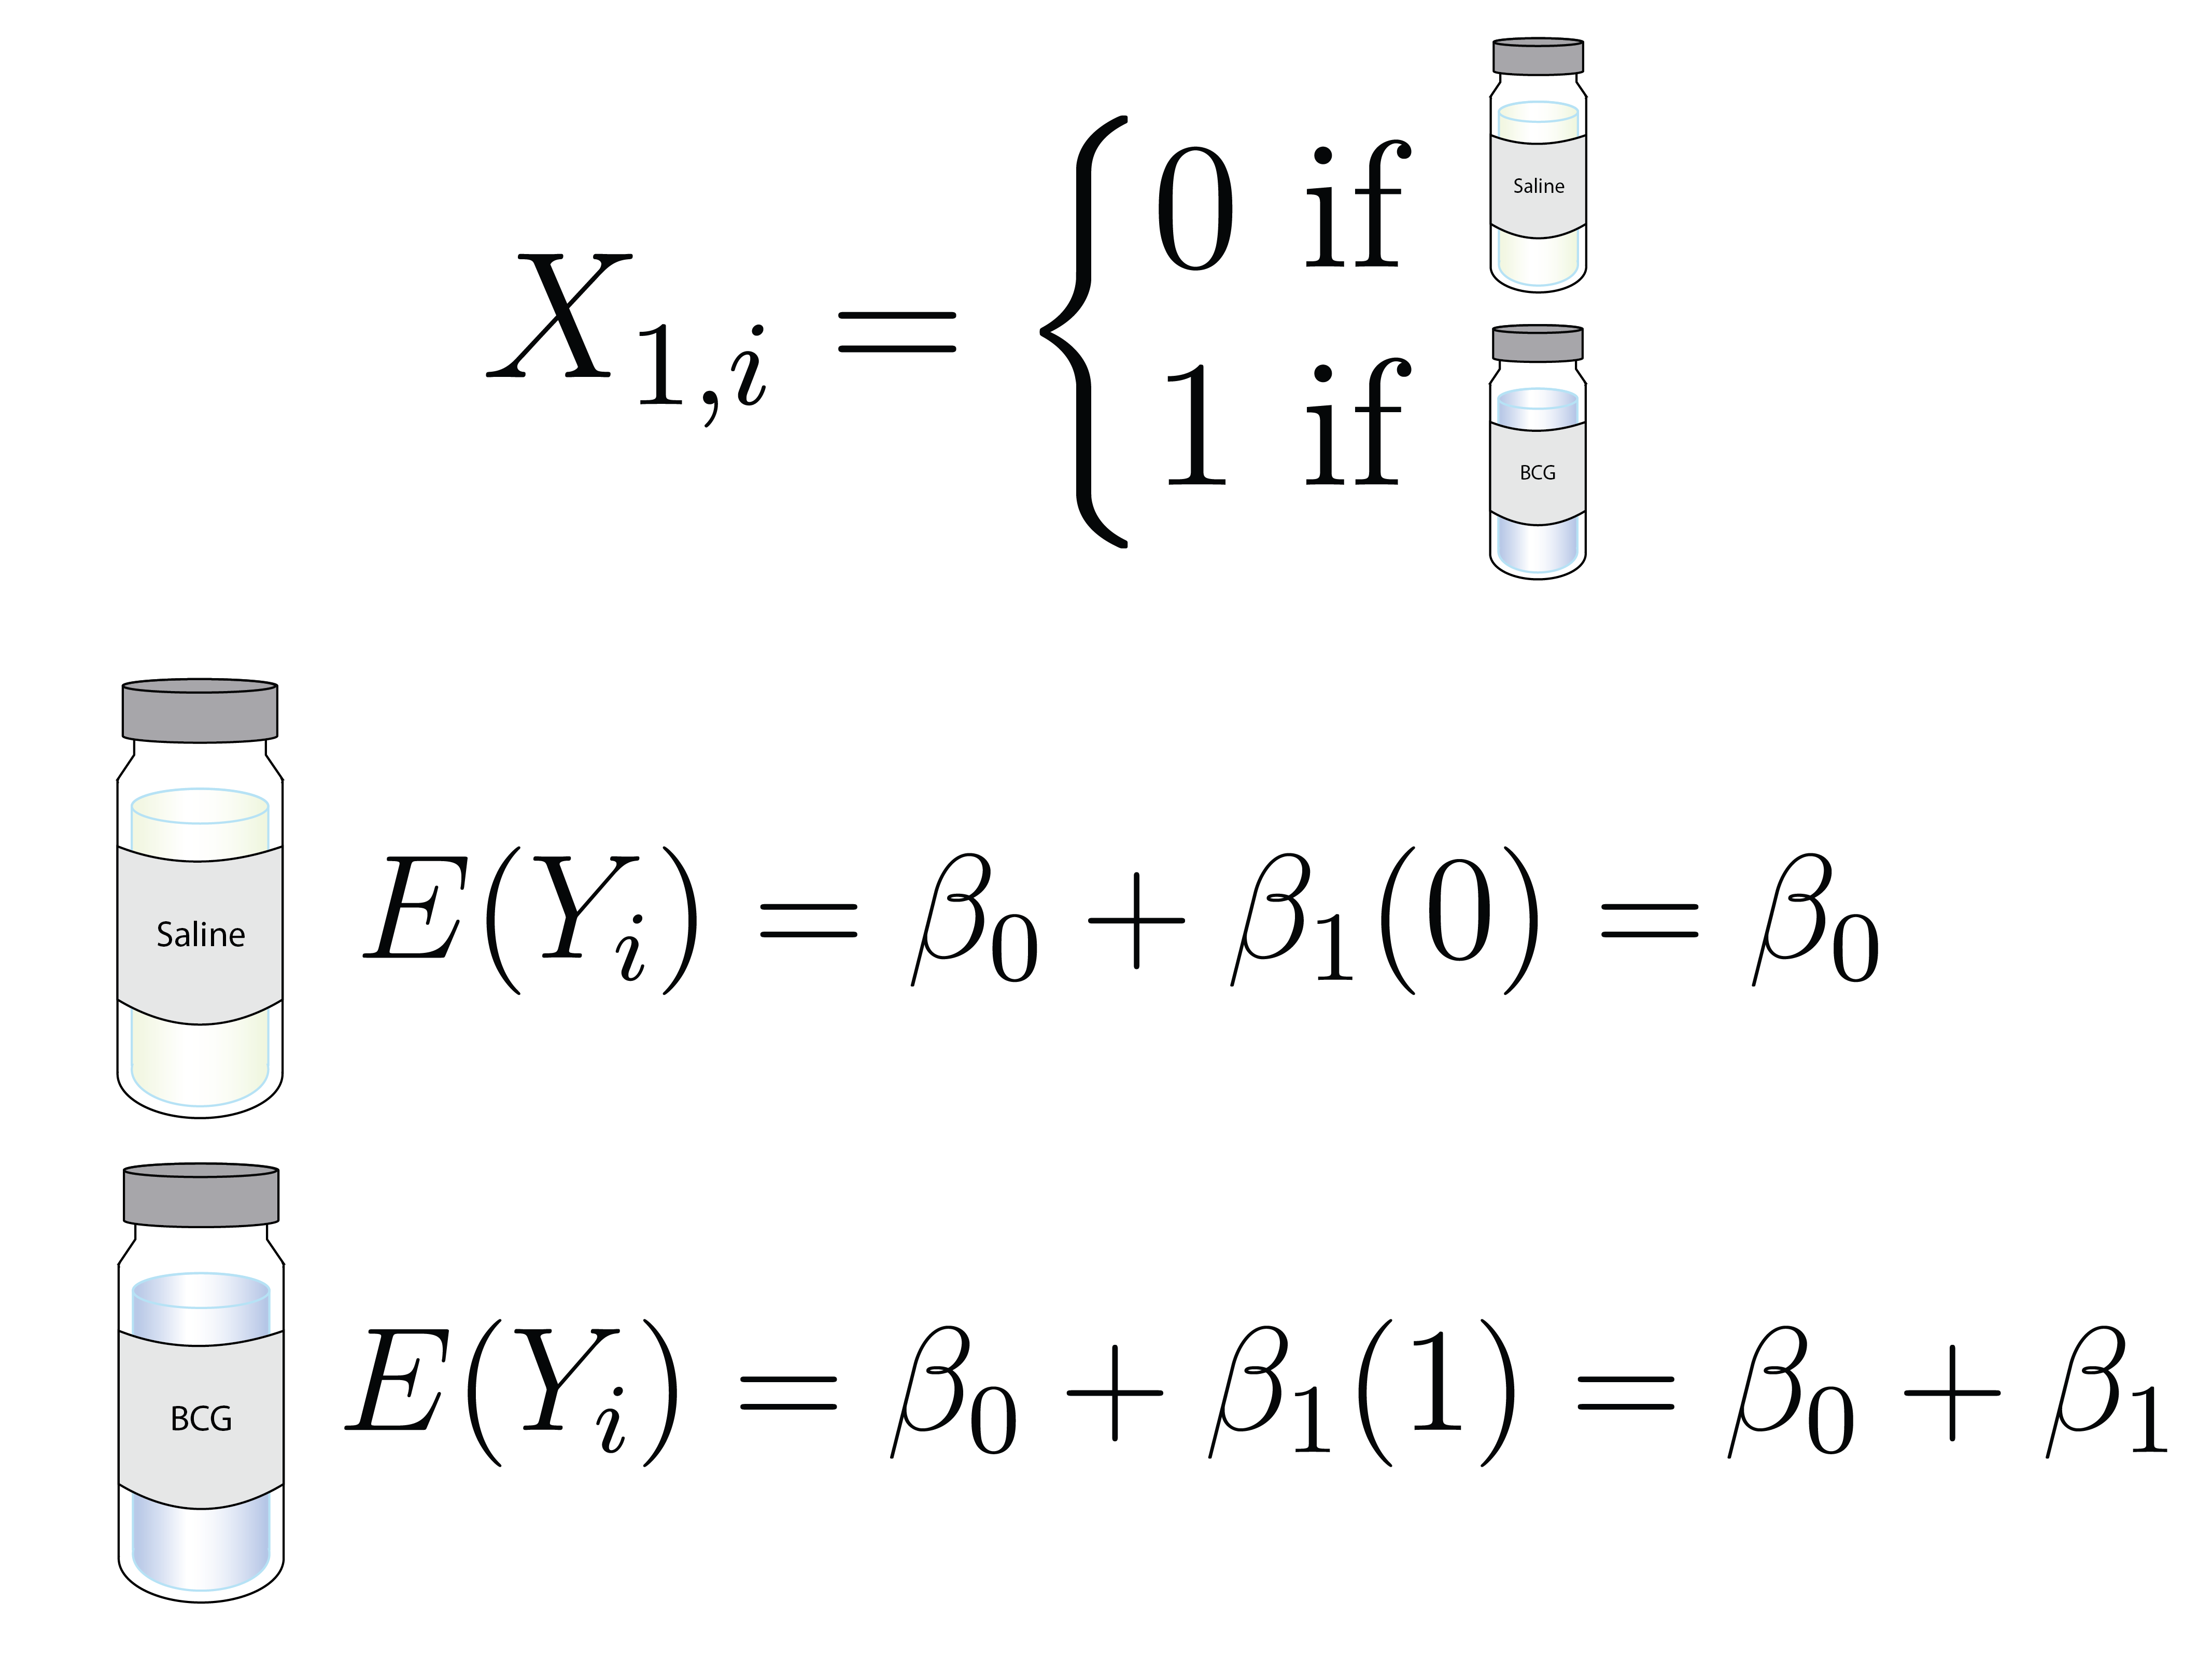 X_{1,i} = { 0 if Saline
1 if BCG
Saline E(Y_i) = β_0 + β_1(0) = β_0
BCG E(Y_i) = β_0 + β_1(1) = β_0 + β_1